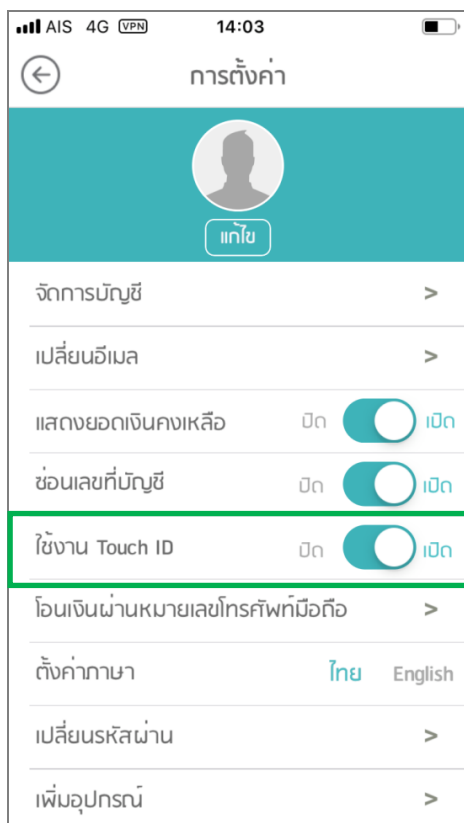 AIS 4G VPN 14:03
การตั้งค่า
แก้ไข
จัดการบัญชี >
เปลี่ยนอีเมล >
แสดงยอดเงินคงเหลือ ปิด เปิด
ซ่อนเลขที่บัญชี ปิด เปิด
ใช้งาน Touch ID ปิด เปิด
โอนเงินผ่านหมายเลขโทรศัพท์มือถือ >
ตั้งค่าภาษา ไทย English
เปลี่ยนรหัสผ่าน >
เพิ่มอุปกรณ์ >